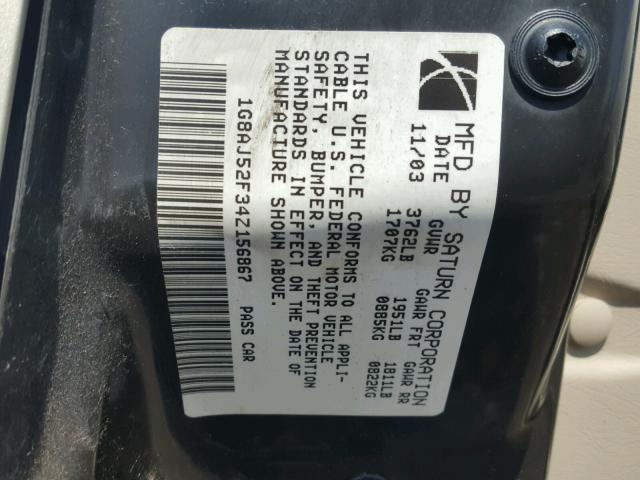 MFD BY SATURN CORPORATION
DATE GVWR GAWR FRT GAWR RR
11/03 3762LB 1951LB 1811LB
1707KG 0885KG 0822KG
THIS VEHICLE CONFORMS TO ALL APPLI-
CABLE U.S. FEDERAL MOTOR VEHICLE
SAFETY, BUMPER, AND THEFT PREVENTION
STANDARDS IN EFFECT ON THE DATE OF
MANUFACTURE SHOWN ABOVE.
1G8AJ52F34Z156867 PASS CAR